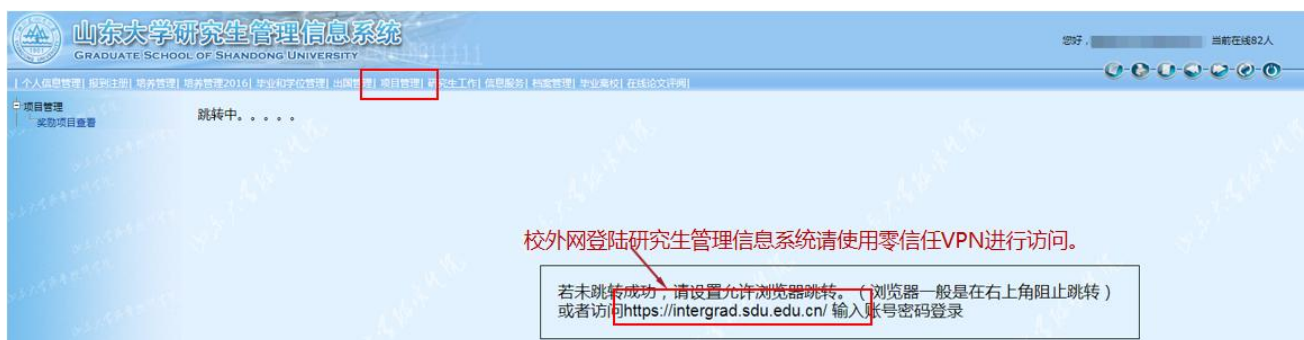 山东大学研究生管理信息系统
GRADUATE SCHOOL OF SHANDONG UNIVERSITY
您好， 当前在线82人
| 个人信息管理| 报到注册| 培养管理| 培养管理2016| 毕业和学位管理| 出国管理| 项目管理| 研究生工作| 信息服务| 档案管理| 毕业离校| 在线论文评阅|
项目管理
奖励项目查看
跳转中。。。。。
校外网登陆研究生管理信息系统请使用零信任VPN进行访问。
若未跳转成功，请设置允许浏览器跳转。（浏览器一般是在右上角阻止跳转）
或者访问https://intergrad.sdu.edu.cn/ 输入账号密码登录